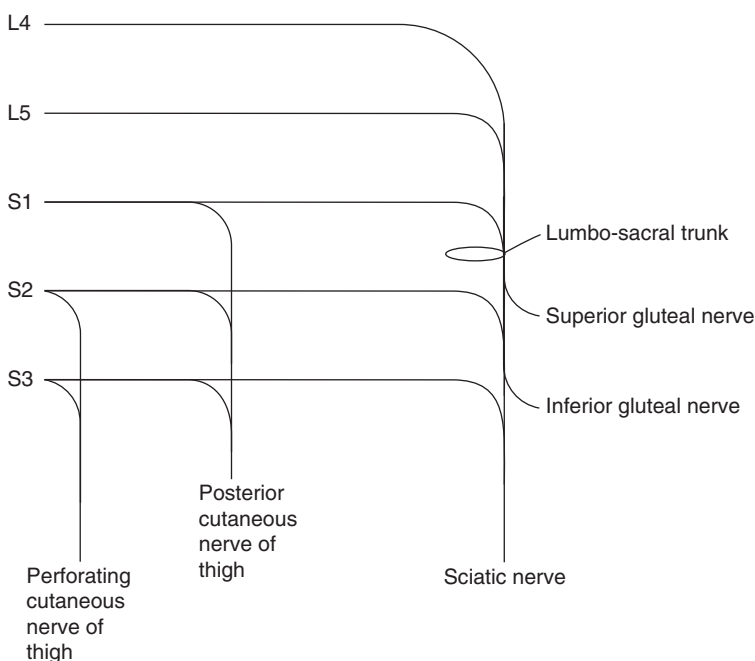 L4
L5
S1
Lumbo-sacral trunk
S2
Superior gluteal nerve
S3
Inferior gluteal nerve
Posterior
cutaneous
nerve of
thigh
Perforating
cutaneous
nerve of
thigh
Sciatic nerve